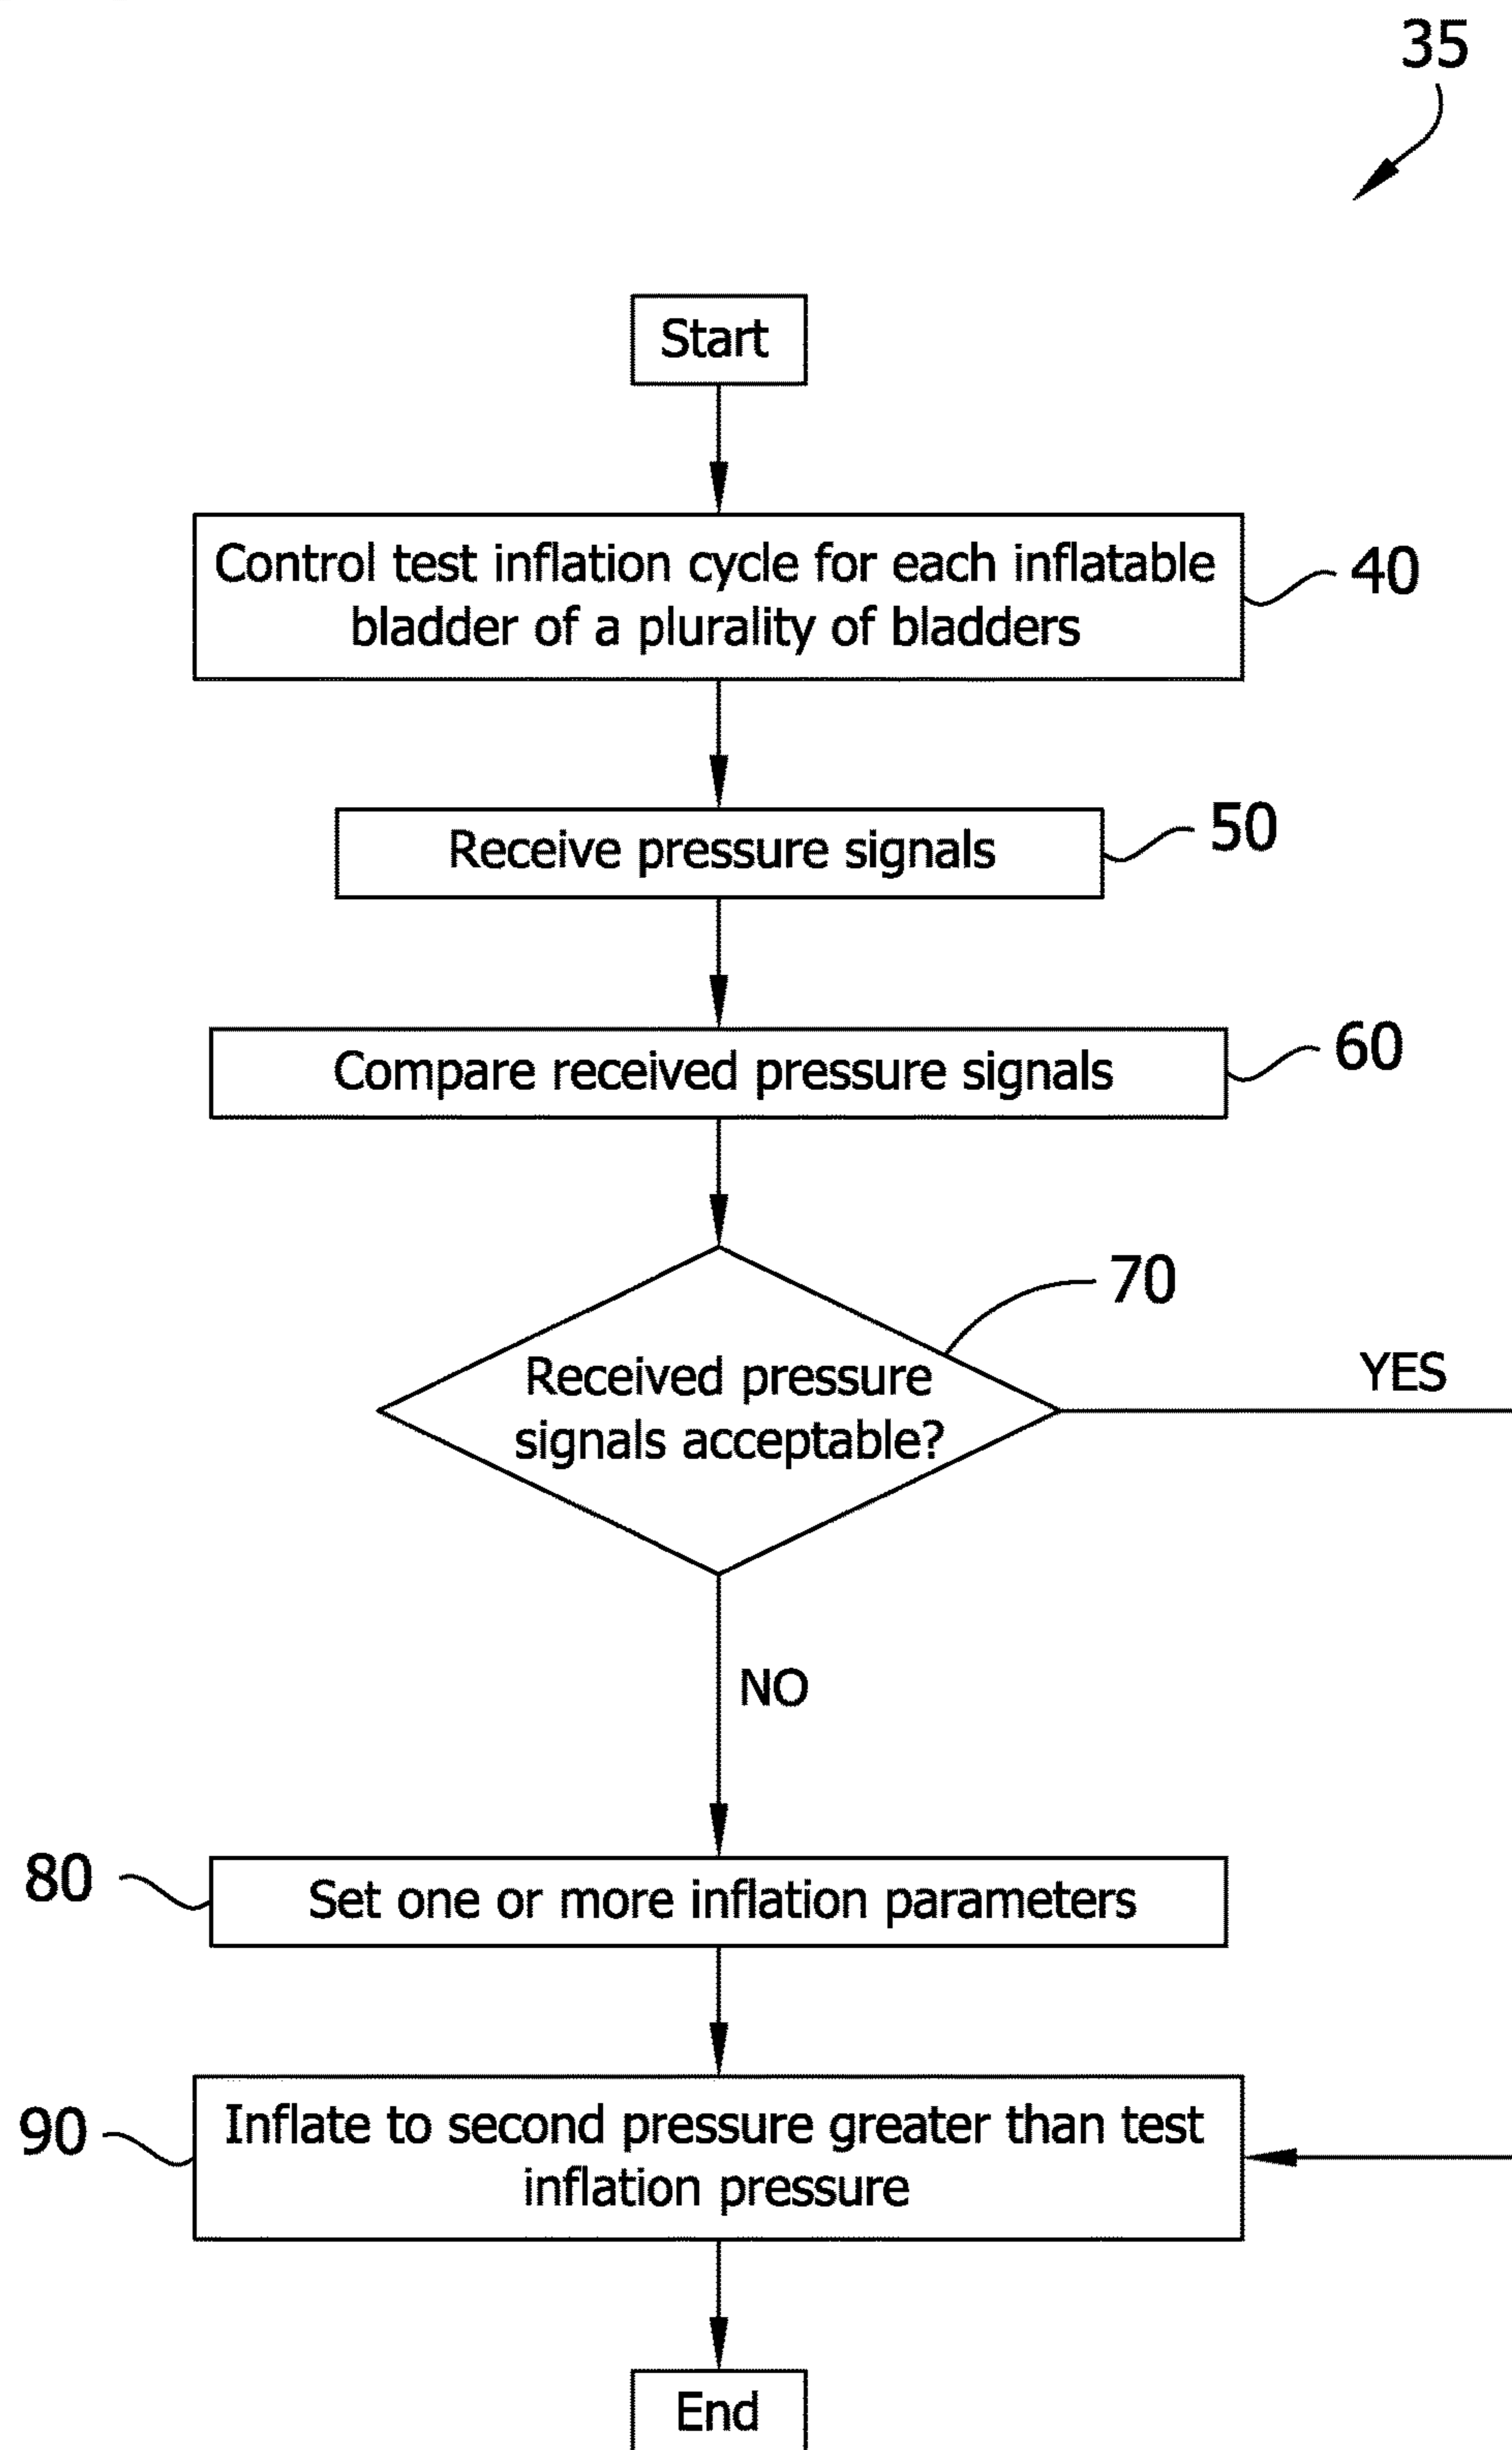 35
Start
Control test inflation cycle for each inflatable
bladder of a plurality of bladders
40
Receive pressure signals
50
Compare received pressure signals
60
70
Received pressure
signals acceptable?
YES
NO
80
Set one or more inflation parameters
90
Inflate to second pressure greater than test
inflation pressure
End